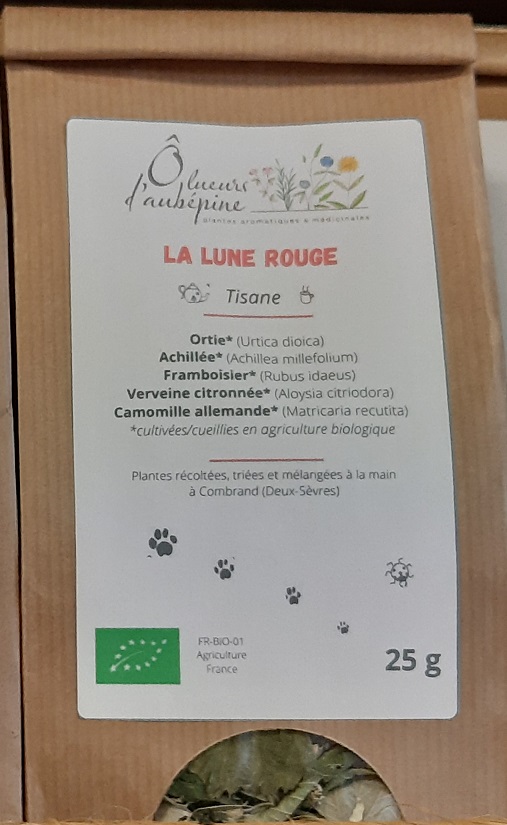 Ô lueurs
d'aubépine
plantes aromatiques & médicinales
LA LUNE ROUGE
Tisane
Ortie* (Urtica dioica)
Achillée* (Achillea millefolium)
Framboisier* (Rubus idaeus)
Verveine citronnée* (Aloysia citriodora)
Camomille allemande* (Matricaria recutita)
*cultivées/cueillies en agriculture biologique
Plantes récoltées, triées et mélangées à la main
à Combrand (Deux-Sèvres)
FR-BIO-01
Agriculture
France
25 g